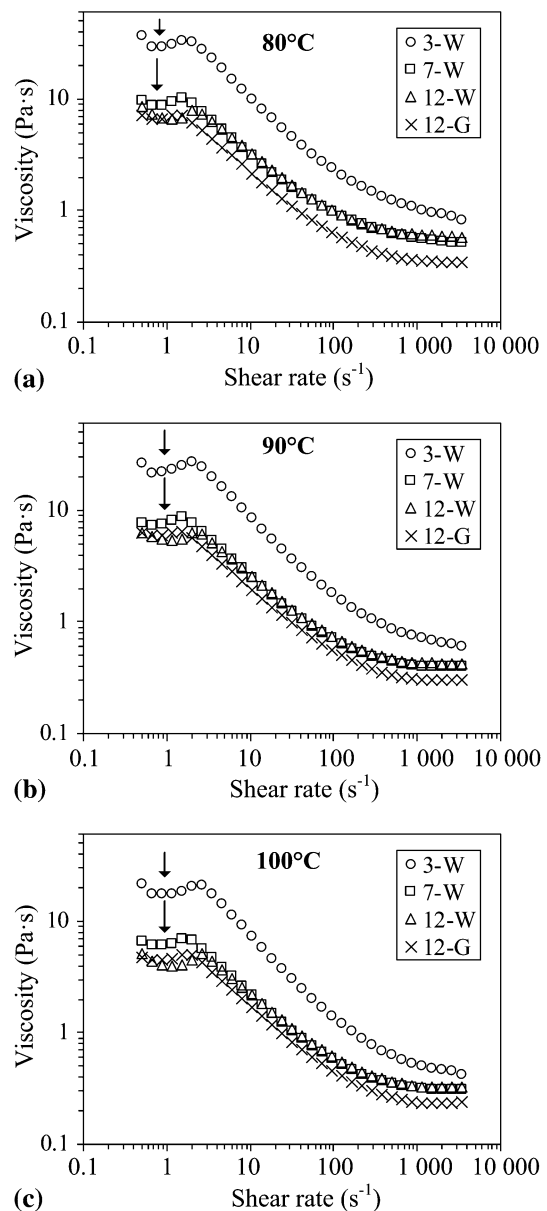 80°C
3-W
7-W
12-W
12-G
Viscosity (Pa·s)
10
1
0.1
0.1
1
10
100
1 000
10 000
Shear rate (s⁻¹)
(a)
90°C
3-W
7-W
12-W
12-G
Viscosity (Pa·s)
10
1
0.1
0.1
1
10
100
1 000
10 000
Shear rate (s⁻¹)
(b)
100°C
3-W
7-W
12-W
12-G
Viscosity (Pa·s)
10
1
0.1
0.1
1
10
100
1 000
10 000
Shear rate (s⁻¹)
(c)